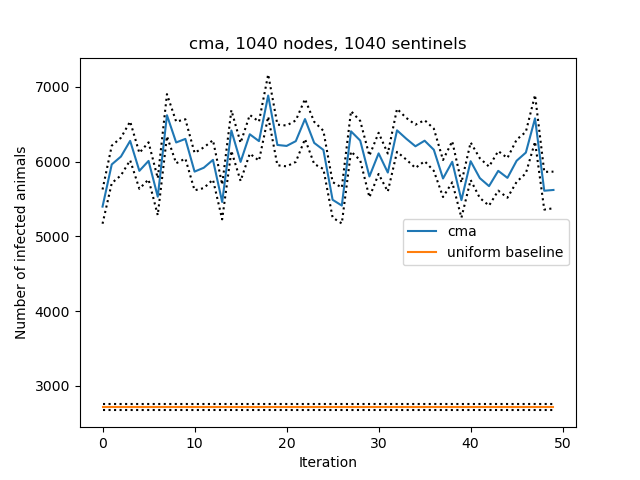 cma, 1040 nodes, 1040 sentinels
7000
6000
5000
4000
3000
Number of infected animals
cma
uniform baseline
0 10 20 30 40 50
Iteration